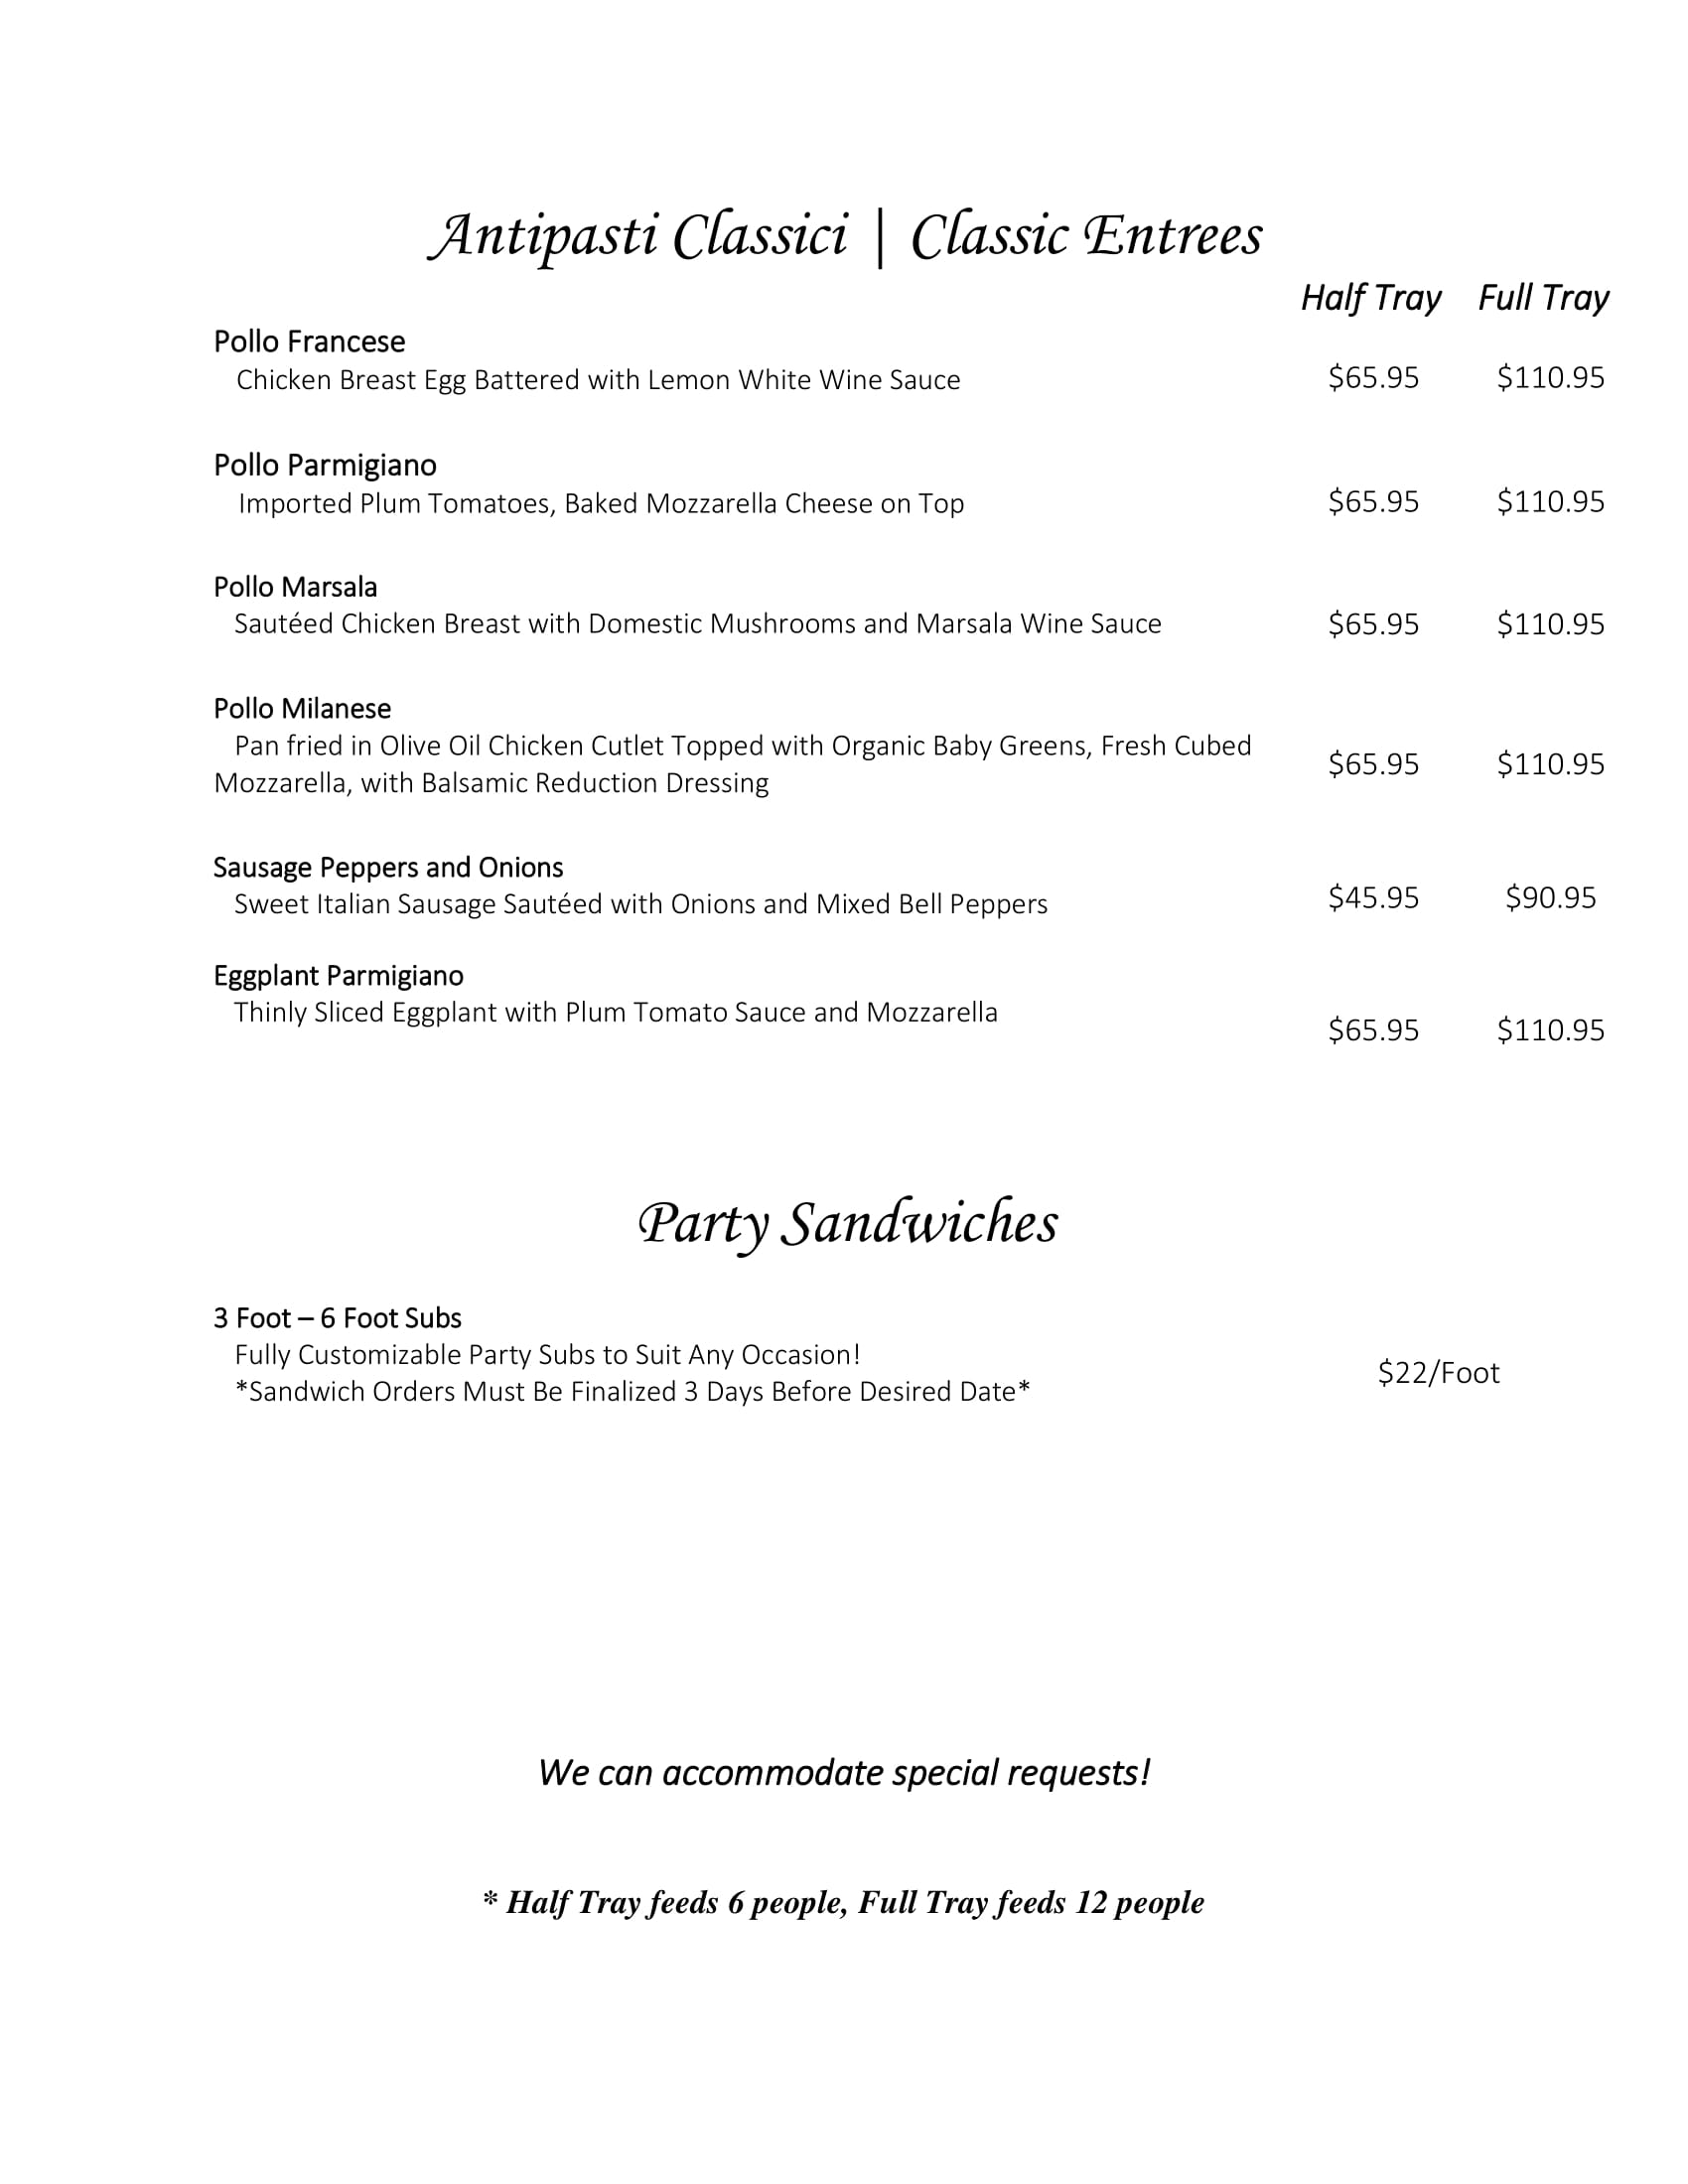 Antipasti Classici | Classic Entrees
Half Tray Full Tray
Pollo Francese
Chicken Breast Egg Battered with Lemon White Wine Sauce $65.95 $110.95
Pollo Parmigiano
Imported Plum Tomatoes, Baked Mozzarella Cheese on Top $65.95 $110.95
Pollo Marsala
Sautéed Chicken Breast with Domestic Mushrooms and Marsala Wine Sauce $65.95 $110.95
Pollo Milanese
Pan fried in Olive Oil Chicken Cutlet Topped with Organic Baby Greens, Fresh Cubed
$65.95 $110.95
Mozzarella, with Balsamic Reduction Dressing
Sausage Peppers and Onions
Sweet Italian Sausage Sautéed with Onions and Mixed Bell Peppers $45.95 $90.95
Eggplant Parmigiano
Thinly Sliced Eggplant with Plum Tomato Sauce and Mozzarella
$65.95 $110.95
Party Sandwiches
3 Foot – 6 Foot Subs
Fully Customizable Party Subs to Suit Any Occasion!
$22/Foot
*Sandwich Orders Must Be Finalized 3 Days Before Desired Date*
We can accommodate special requests!
* Half Tray feeds 6 people, Full Tray feeds 12 people